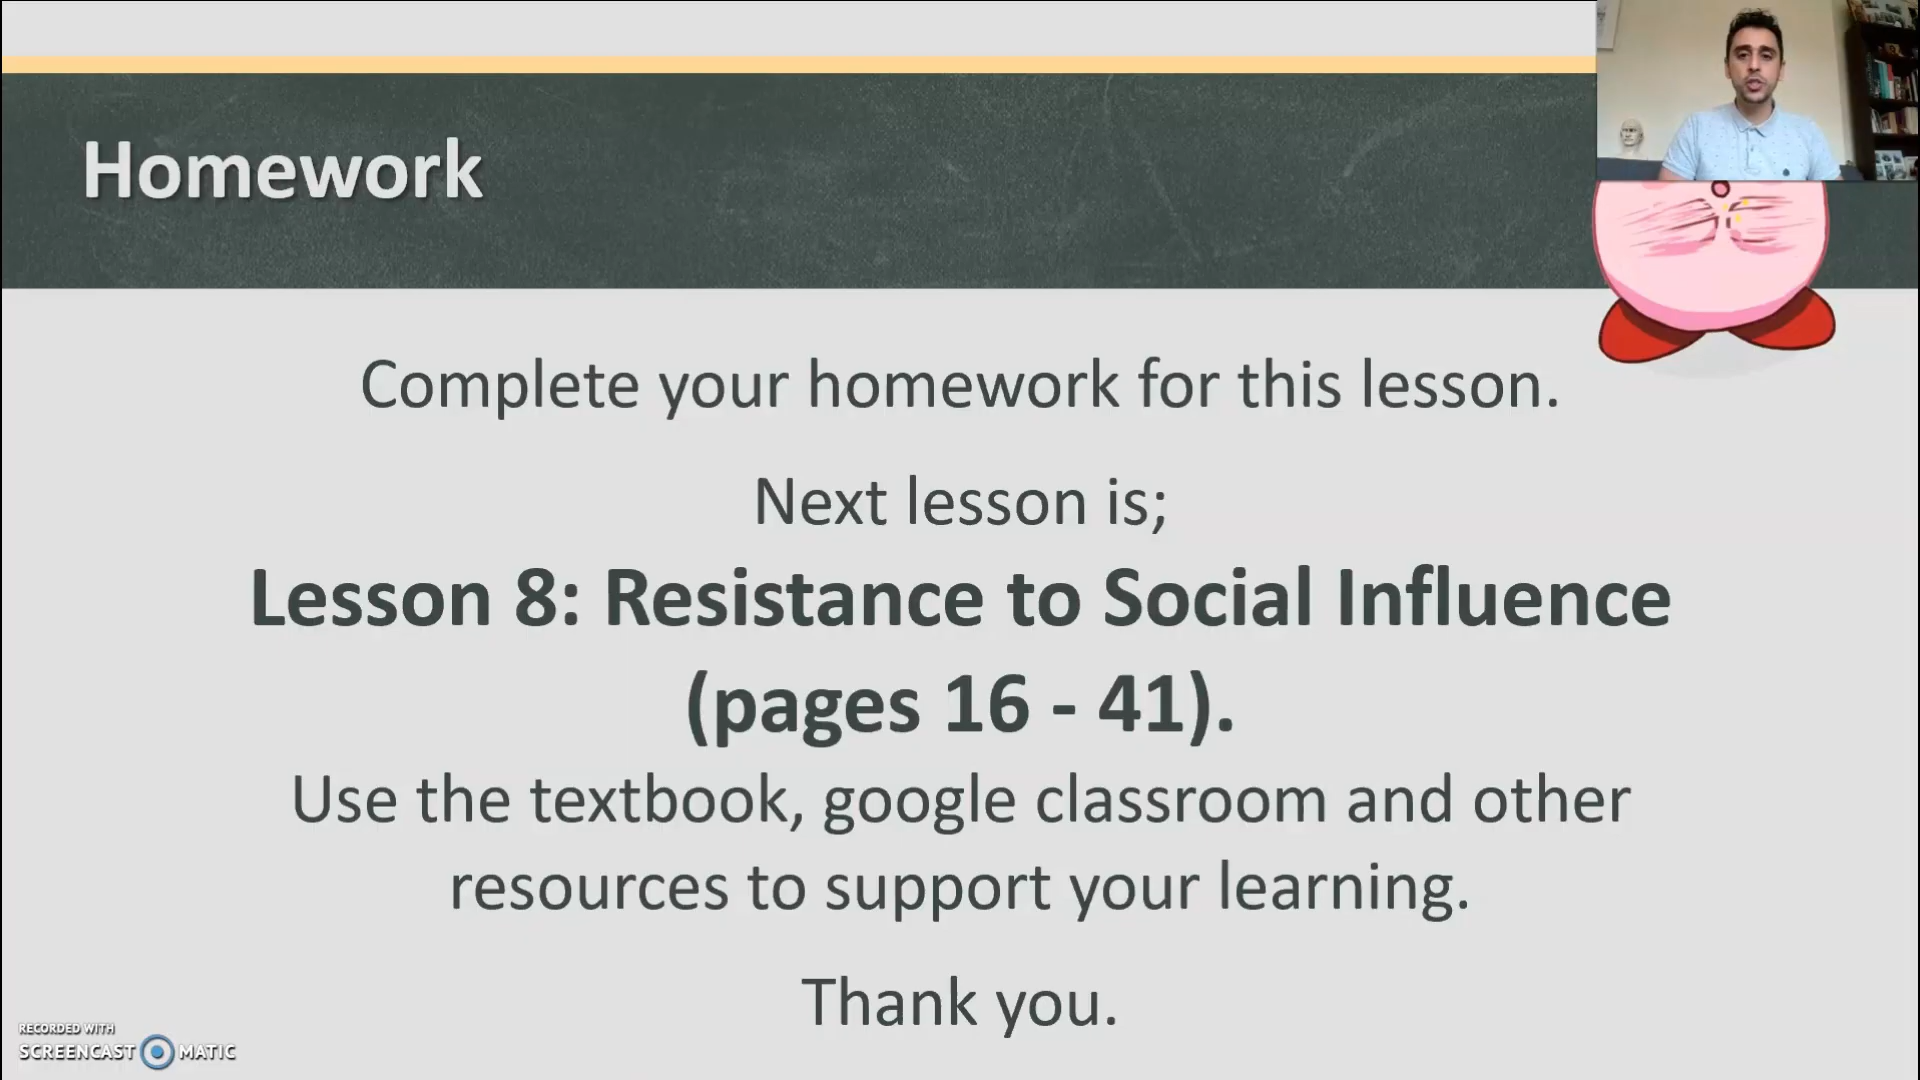 Homework
Complete your homework for this lesson.
Next lesson is;
Lesson 8: Resistance to Social Influence
(pages 16 - 41).
Use the textbook, google classroom and other
resources to support your learning.
Thank you.
RECORDED WITH
SCREENCAST MATIC